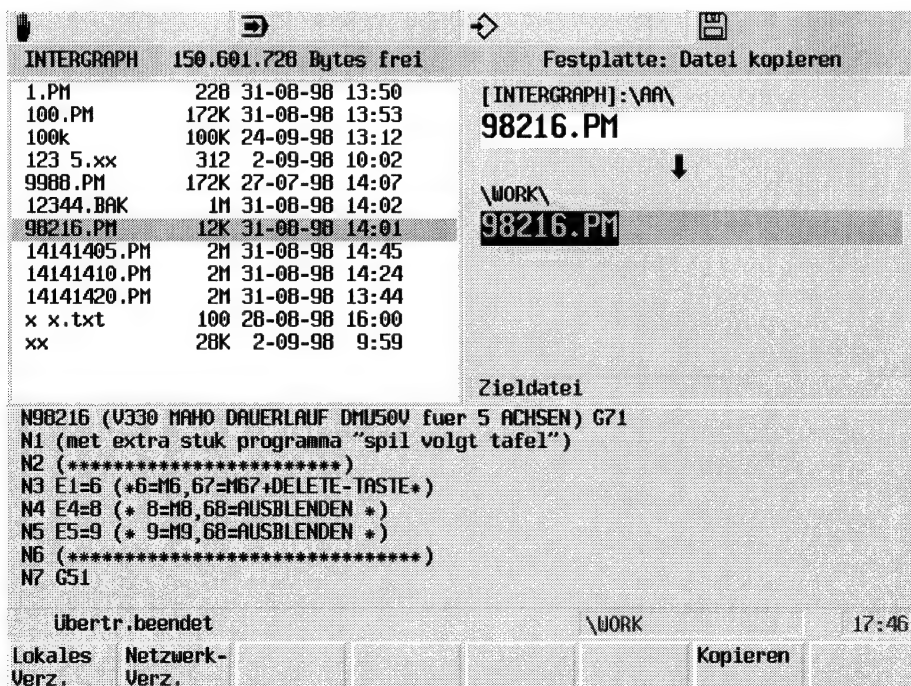 INTERGRAPH 150.601.728 Bytes frei
Festplatte: Datei kopieren
1.PM 228 31-08-98 13:50
100.PM 172K 31-08-98 13:53
100k 100K 24-09-98 13:12
123 5.xx 312 2-09-98 10:02
9988.PM 172K 27-07-98 14:07
12344.BAK 1M 31-08-98 14:02
98216.PM 12K 31-08-98 14:01
14141405.PM 2M 31-08-98 14:45
14141410.PM 2M 31-08-98 14:24
14141420.PM 2M 31-08-98 13:44
x x.txt 100 28-08-98 16:00
xx 28K 2-09-98 9:59
[INTERGRAPH]:\AA\
98216.PM
\WORK\
98216.PM
Zieldatei
N98216 (V330 MAHO DAUERLAUF DMU50V fuer 5 ACHSEN) G71
N1 (met extra stuk programma "spil volgt tafel")
N2 (************************)
N3 E1=6 (*6=M6,67=M67+DELETE-TASTE*)
N4 E4=8 (* 8=M8,68=AUSBLENDEN *)
N5 E5=9 (* 9=M9,68=AUSBLENDEN *)
N6 (*******************************)
N7 G51
Ubertr.beendet \WORK 17:46
Lokales Verz.
Netzwerk-Verz.
Kopieren